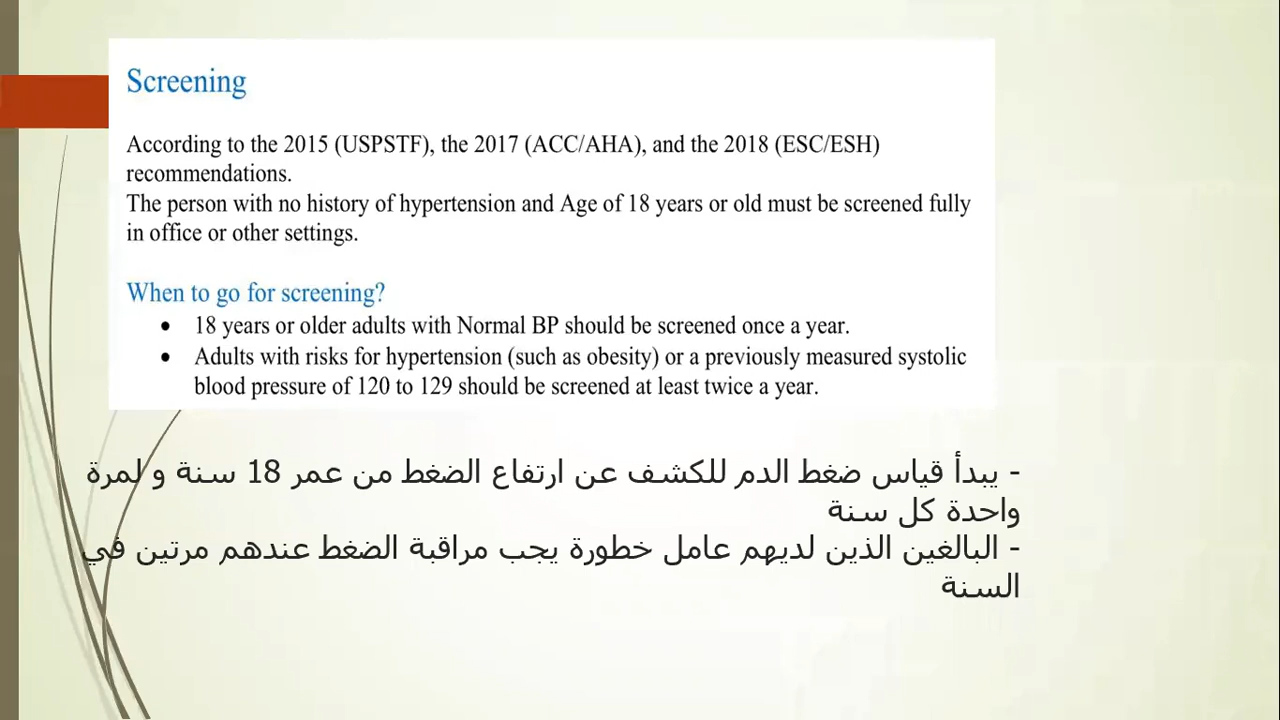 Screening
According to the 2015 (USPSTF), the 2017 (ACC/AHA), and the 2018 (ESC/ESH)
recommendations.
The person with no history of hypertension and Age of 18 years or old must be screened fully
in office or other settings.
When to go for screening?
• 18 years or older adults with Normal BP should be screened once a year.
• Adults with risks for hypertension (such as obesity) or a previously measured systolic
blood pressure of 120 to 129 should be screened at least twice a year.
- يبدأ قياس ضغط الدم للكشف عن ارتفاع الضغط من عمر 18 سنة و لمرة
واحدة كل سنة
- البالغين الذين لديهم عامل خطورة يجب مراقبة الضغط عندهم مرتين في
السنة